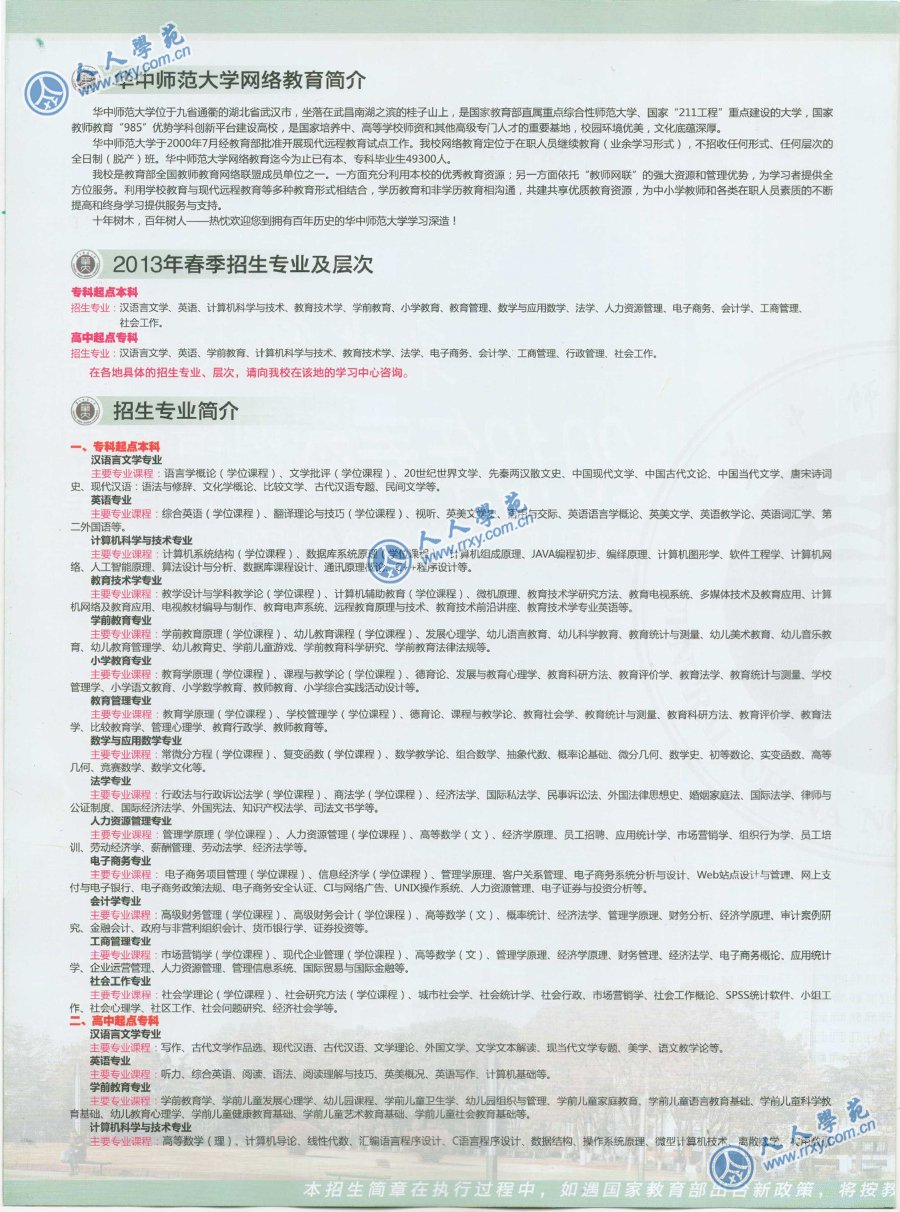 人人學苑
www.rrxy.com.cn
华中师范大学网络教育简介
华中师范大学位于九省通衢的湖北省武汉市，坐落在武昌南湖之滨的桂子山上，是国家教育部直属重点综合性师范大学、国家“211工程”重点建设的大学，国家
教师教育“985”优势学科创新平台建设高校，是国家培养中、高等学校师资和其他高级专门人才的重要基地，校园环境优美，文化底蕴深厚。
华中师范大学于2000年7月经教育部批准开展现代远程教育试点工作。我校网络教育定位于在职人员继续教育（业余学习形式），不招收任何形式、任何层次的
全日制（脱产）班。华中师范大学网络教育迄今为止已有本、专科毕业生49300人。
我校是教育部全国教师教育网络联盟成员单位之一。一方面充分利用本校的优秀教育资源；另一方面依托“教师网联”的强大资源和管理优势，为学习者提供全
方位服务。利用学校教育与现代远程教育等多种教育形式相结合，学历教育和非学历教育相沟通，共建共享优质教育资源，为中小学教师和各类在职人员素质的不断
提高和终身学习提供服务与支持。
十年树木，百年树人——热忱欢迎您到拥有百年历史的华中师范大学学习深造！
2013年春季招生专业及层次
专科起点本科
招生专业：汉语言文学、英语、计算机科学与技术、教育技术学、学前教育、小学教育、教育管理、数学与应用数学、法学、人力资源管理、电子商务、会计学、工商管理、
社会工作。
高中起点专科
招生专业：汉语言文学、英语、学前教育、计算机科学与技术、教育技术学、法学、电子商务、会计学、工商管理、行政管理、社会工作。
在各地具体的招生专业、层次，请向我校在该地的学习中心咨询。
招生专业简介
一、专科起点本科
汉语言文学专业
主要专业课程：语言学概论（学位课程）、文学批评（学位课程）、20世纪世界文学、先秦两汉散文史、中国现代文学、中国古代文论、中国当代文学、唐宋诗词
史、现代汉语：语法与修辞、文化学概论、比较文学、古代汉语专题、民间文学等。
英语专业
主要专业课程：综合英语（学位课程）、翻译理论与技巧（学位课程）、视听、英美文学史、与交际、英语语言学概论、英美文学、英语教学论、英语词汇学、第
二外国语等。
计算机科学与技术专业
主要专业课程：计算机系统结构（学位课程）、数据库系统原理（学位课程）、计算机组成原理、JAVA编程初步、编绎原理、计算机图形学、软件工程学、计算机网
络、人工智能原理、算法设计与分析、数据库课程设计、通讯原理、程序设计等。
教育技术学专业
主要专业课程：教学设计与学科教学论（学位课程）、计算机辅助教育（学位课程）、微机原理、教育技术学研究方法、教育电视系统、多媒体技术及教育应用、计算
机网络及教育应用、电视教材编导与制作、教育电声系统、远程教育原理与技术、教育技术前沿讲座、教育技术学专业英语等。
学前教育专业
主要专业课程：学前教育原理（学位课程）、幼儿教育课程（学位课程）、发展心理学、幼儿语言教育、幼儿科学教育、教育统计与测量、幼儿美术教育、幼儿音乐教
育、幼儿教育管理学、幼儿教育史、学前儿童游戏、学前教育科学研究、学前教育法律法规等。
小学教育专业
主要专业课程：教育学原理（学位课程）、课程与教学论（学位课程）、德育论、发展与教育心理学、教育科研方法、教育评价学、教育法学、教育统计与测量、学校
管理学、小学语文教育、小学数学教育、教师教育、小学综合实践活动设计等。
教育管理专业
主要专业课程：教育学原理（学位课程）、学校管理学（学位课程）、德育论、课程与教学论、教育社会学、教育统计与测量、教育科研方法、教育评价学、教育法
学、比较教育学、管理心理学、教育行政学、教师教育等。
数学与应用数学专业
主要专业课程：常微分方程（学位课程）、复变函数（学位课程）、数学教学论、组合数学、抽象代数、概率论基础、微分几何、数学史、初等数论、实变函数、高等
几何、竞赛数学、数学文化等。
法学专业
主要专业课程：行政法与行政诉讼法学（学位课程）、商法学（学位课程）、经济法学、国际私法学、民事诉讼法、外国法律思想史、婚姻家庭法、国际法学、律师与
公证制度、国际经济法学、外国宪法、知识产权法学、司法文书学等。
人力资源管理专业
主要专业课程：管理学原理（学位课程）、人力资源管理（学位课程）、高等数学（文）、经济学原理、员工招聘、应用统计学、市场营销学、组织行为学、员工培
训、劳动经济学、薪酬管理、劳动法学、经济法学等。
电子商务专业
主要专业课程：电子商务项目管理（学位课程）、信息经济学（学位课程）、管理学原理、客户关系管理、电子商务系统分析与设计、Web站点设计与管理、网上支
付与电子银行、电子商务政策法规、电子商务安全认证、CI与网络广告、UNIX操作系统、人力资源管理、电子证券与投资分析等。
会计学专业
主要专业课程：高级财务管理（学位课程）、高级财务会计（学位课程）、高等数学（文）、概率统计、经济法学、管理学原理、财务分析、经济学原理、审计案例研
究、金融会计、政府与非营利组织会计、货币银行学、证券投资等。
工商管理专业
主要专业课程：市场营销学（学位课程）、现代企业管理（学位课程）、高等数学（文）、管理学原理、经济学原理、财务管理、经济法学、电子商务概论、应用统计
学、企业运营管理、人力资源管理、管理信息系统、国际贸易与国际金融等。
社会工作专业
主要专业课程：社会学理论（学位课程）、社会研究方法（学位课程）、城市社会学、社会统计学、社会行政、市场营销学、社会工作概论、SPSS统计软件、小组工
作、社会心理学、社区工作、社会问题研究、经济社会学等。
二、高中起点专科
汉语言文学专业
主要专业课程：写作、古代文学作品选、现代汉语、古代汉语、文学理论、外国文学、文学文本解读、现当代文学专题、美学、语文教学论等。
英语专业
主要专业课程：听力、综合英语、阅读、语法、阅读理解与技巧、英美概况、英语写作、计算机基础等。
学前教育专业
主要专业课程：学前教育学、学前儿童发展心理学、幼儿园课程、学前儿童卫生学、幼儿园组织与管理、学前儿童家庭教育、学前儿童语言教育基础、学前儿童科学教
育基础、幼儿教育心理学、学前儿童健康教育基础、学前儿童艺术教育基础、学前儿童社会教育基础等。
计算机科学与技术专业
主要专业课程：高等数学（理）、计算机导论、线性代数、汇编语言程序设计、C语言程序设计、数据结构、操作系统原理、微型计算机技术、离散数学、
人人學苑
www.rrxy.com.cn
人人學苑
www.rrxy.com.cn
本招生简章在执行过程中，如遇国家教育部出台新政策，将按教